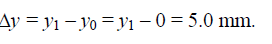 Δy = y₁ – y₀ = y₁ – 0 = 5.0 mm.